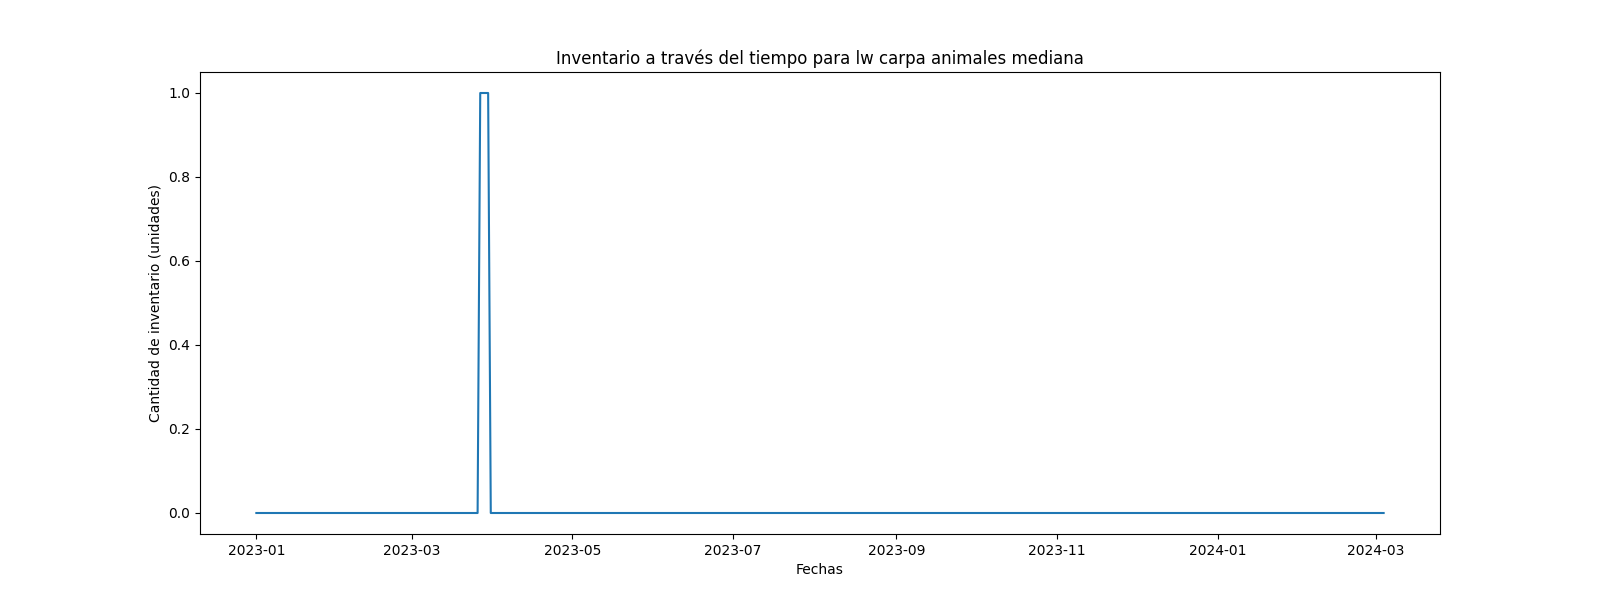 Inventario a través del tiempo para lw carpa animales mediana
Cantidad de inventario (unidades)
1.0
0.8
0.6
0.4
0.2
0.0
2023-01 2023-03 2023-05 2023-07 2023-09 2023-11 2024-01 2024-03
Fechas